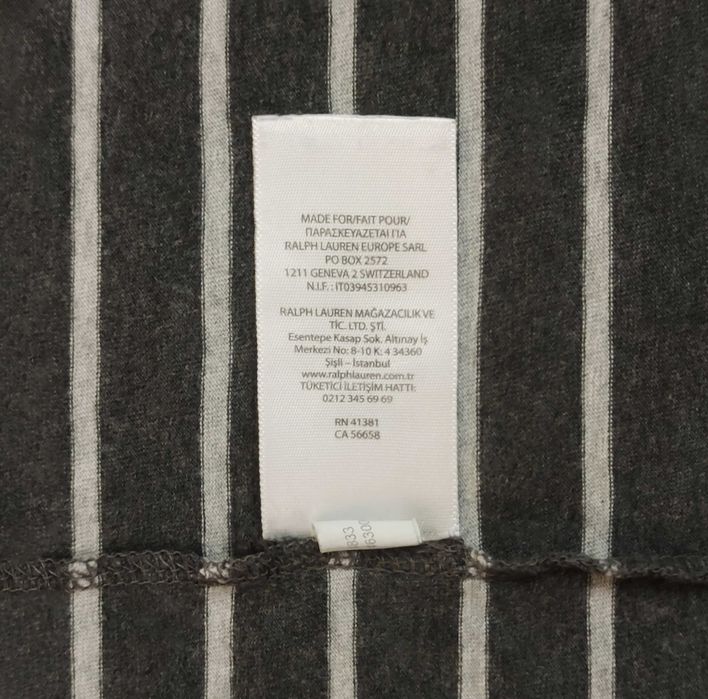 MADE FOR/FAIT POUR/
ΠΑΡΑΣΚΕΥΑΖΕΤΑΙ ΓΙΑ
RALPH LAUREN EUROPE SARL
PO BOX 2572
1211 GENEVA 2 SWITZERLAND
N.I.F. : IT03945310963
RALPH LAUREN MAĞAZACILIK VE
TİC. LTD. ŞTİ.
Esentepe Kasap Sok. Altınay İş
Merkezi No: 8-10 K: 4 34360
Şişli – İstanbul
www.ralphlauren.com.tr
TÜKETİCİ İLETİŞİM HATTI:
0212 345 69 69
RN 41381
CA 56658